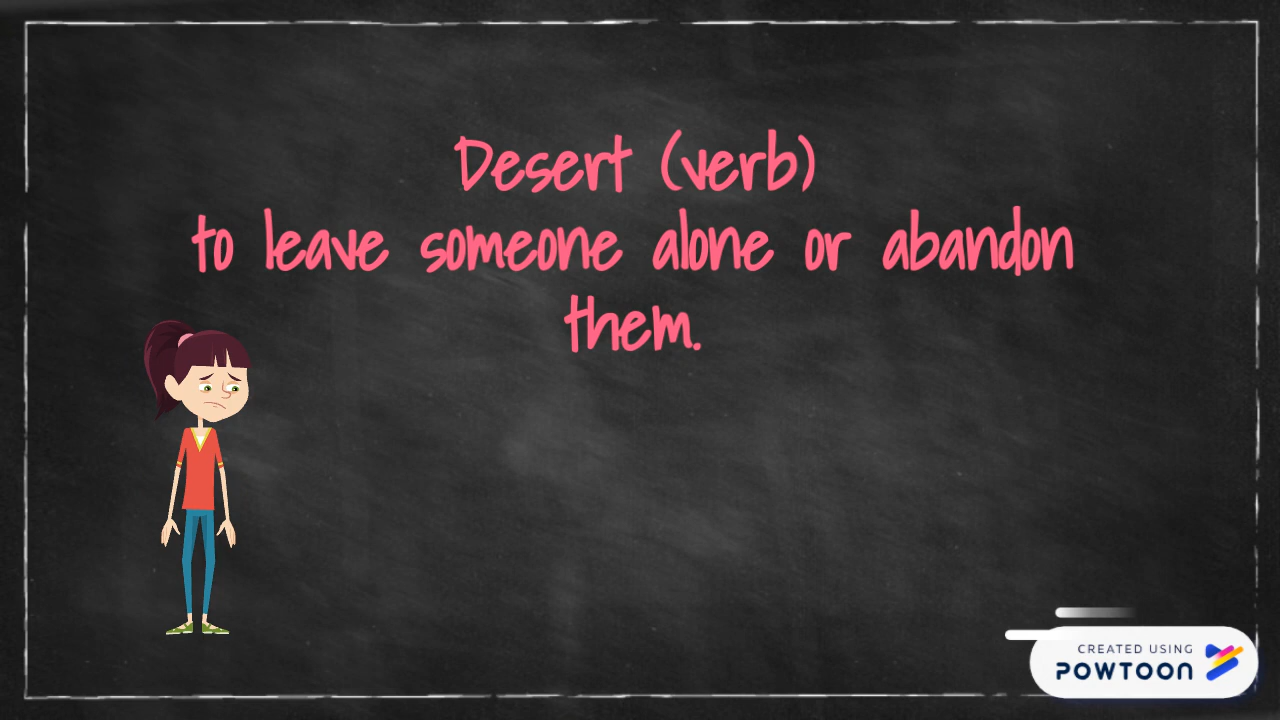 Desert (verb)
to leave someone alone or abandon
them.
CREATED USING
POWTOON